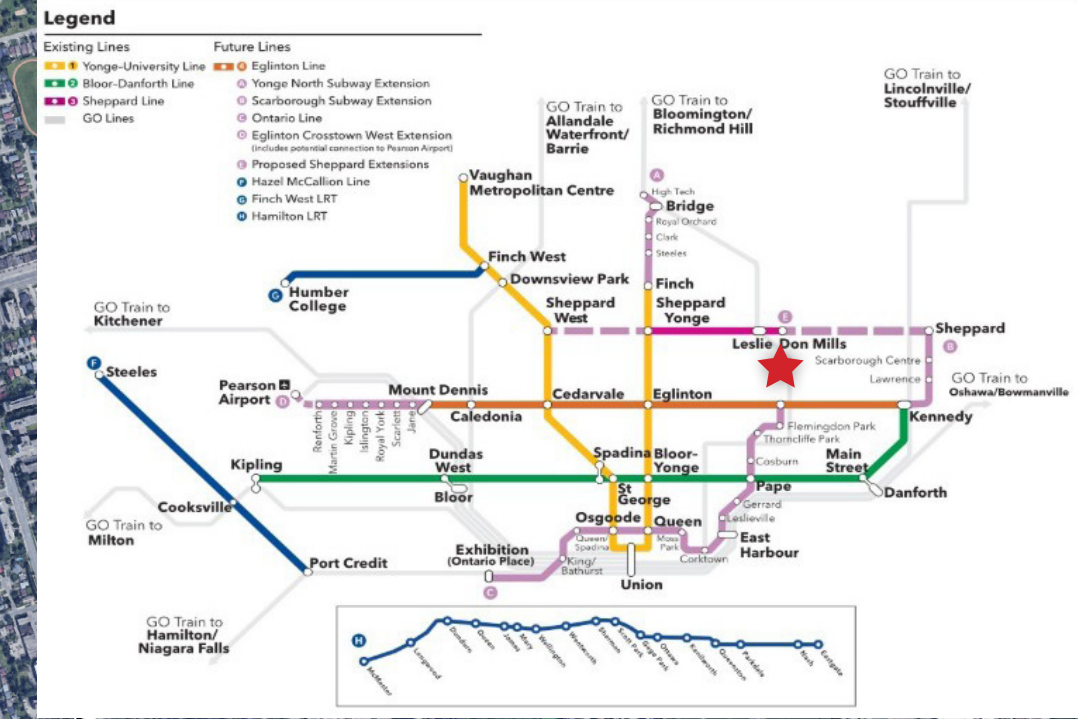 Legend
Existing Lines
Future Lines
1 Yonge-University Line
2 Bloor-Danforth Line
3 Sheppard Line
GO Lines
Eglinton Line
A Yonge North Subway Extension
B Scarborough Subway Extension
C Ontario Line
D Eglinton Crosstown West Extension
(includes potential connection to Pearson Airport)
E Proposed Sheppard Extensions
F Hazel McCallion Line
G Finch West LRT
H Hamilton LRT
GO Train to
Allandale
Waterfront/
Barrie
GO Train to
Bloomington/
Richmond Hill
GO Train to
Lincolnville/
Stouffville
Vaughan
Metropolitan Centre
A
High Tech
Bridge
Royal Orchard
Clark
Steeles
Finch West
Downsview Park
Finch
G
Humber
College
Sheppard
West
Sheppard
Yonge
E
Leslie
Don Mills
Sheppard
B
Scarborough Centre
Lawrence
GO Train to
Kitchener
F
Steeles
Pearson
Airport
D
Renforth
Martin Grove
Kipling
Islington
Royal York
Scarlett
Jane
Mount Dennis
Caledonia
Cedarvale
Eglinton
Kennedy
GO Train to
Oshawa/Bowmanville
Flemingdon Park
Thorncliffe Park
Cosburn
Kipling
Dundas
West
Bloor
Spadina
St
George
Bloor-
Yonge
Pape
Main
Street
Danforth
Gerrard
Leslieville
East
Harbour
Cooksville
GO Train to
Milton
Osgoode
Queen/
Spadina
Queen
Moss
Park
Corktown
Exhibition
(Ontario Place)
C
King/
Bathurst
Union
Port Credit
GO Train to
Hamilton/
Niagara Falls
H
McMaster
Longwood
Dundurn
Queen
James
Mary
Wellington
Wentworth
Sherman
Scott Park
Gage Park
Ottawa
Kenilworth
Queenston
Parkdale
Nash
Eastgate